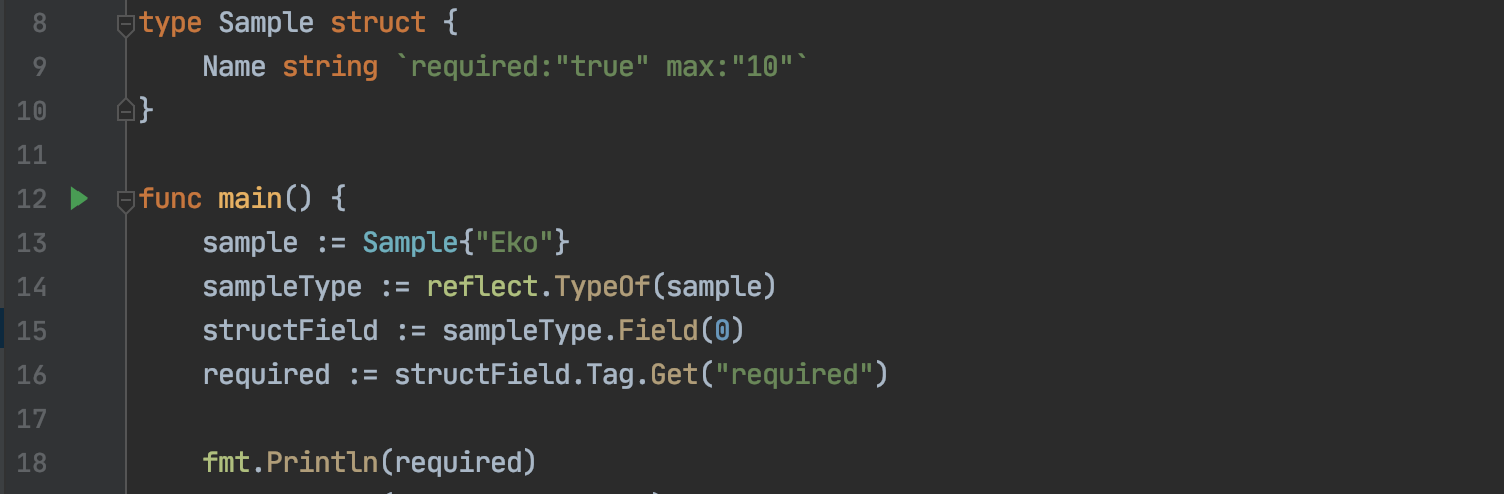 8 type Sample struct {
9 Name string `required:"true" max:"10"`
10 }
11
12 func main() {
13 sample := Sample{"Eko"}
14 sampleType := reflect.TypeOf(sample)
15 structField := sampleType.Field(0)
16 required := structField.Tag.Get("required")
17
18 fmt.Println(required)